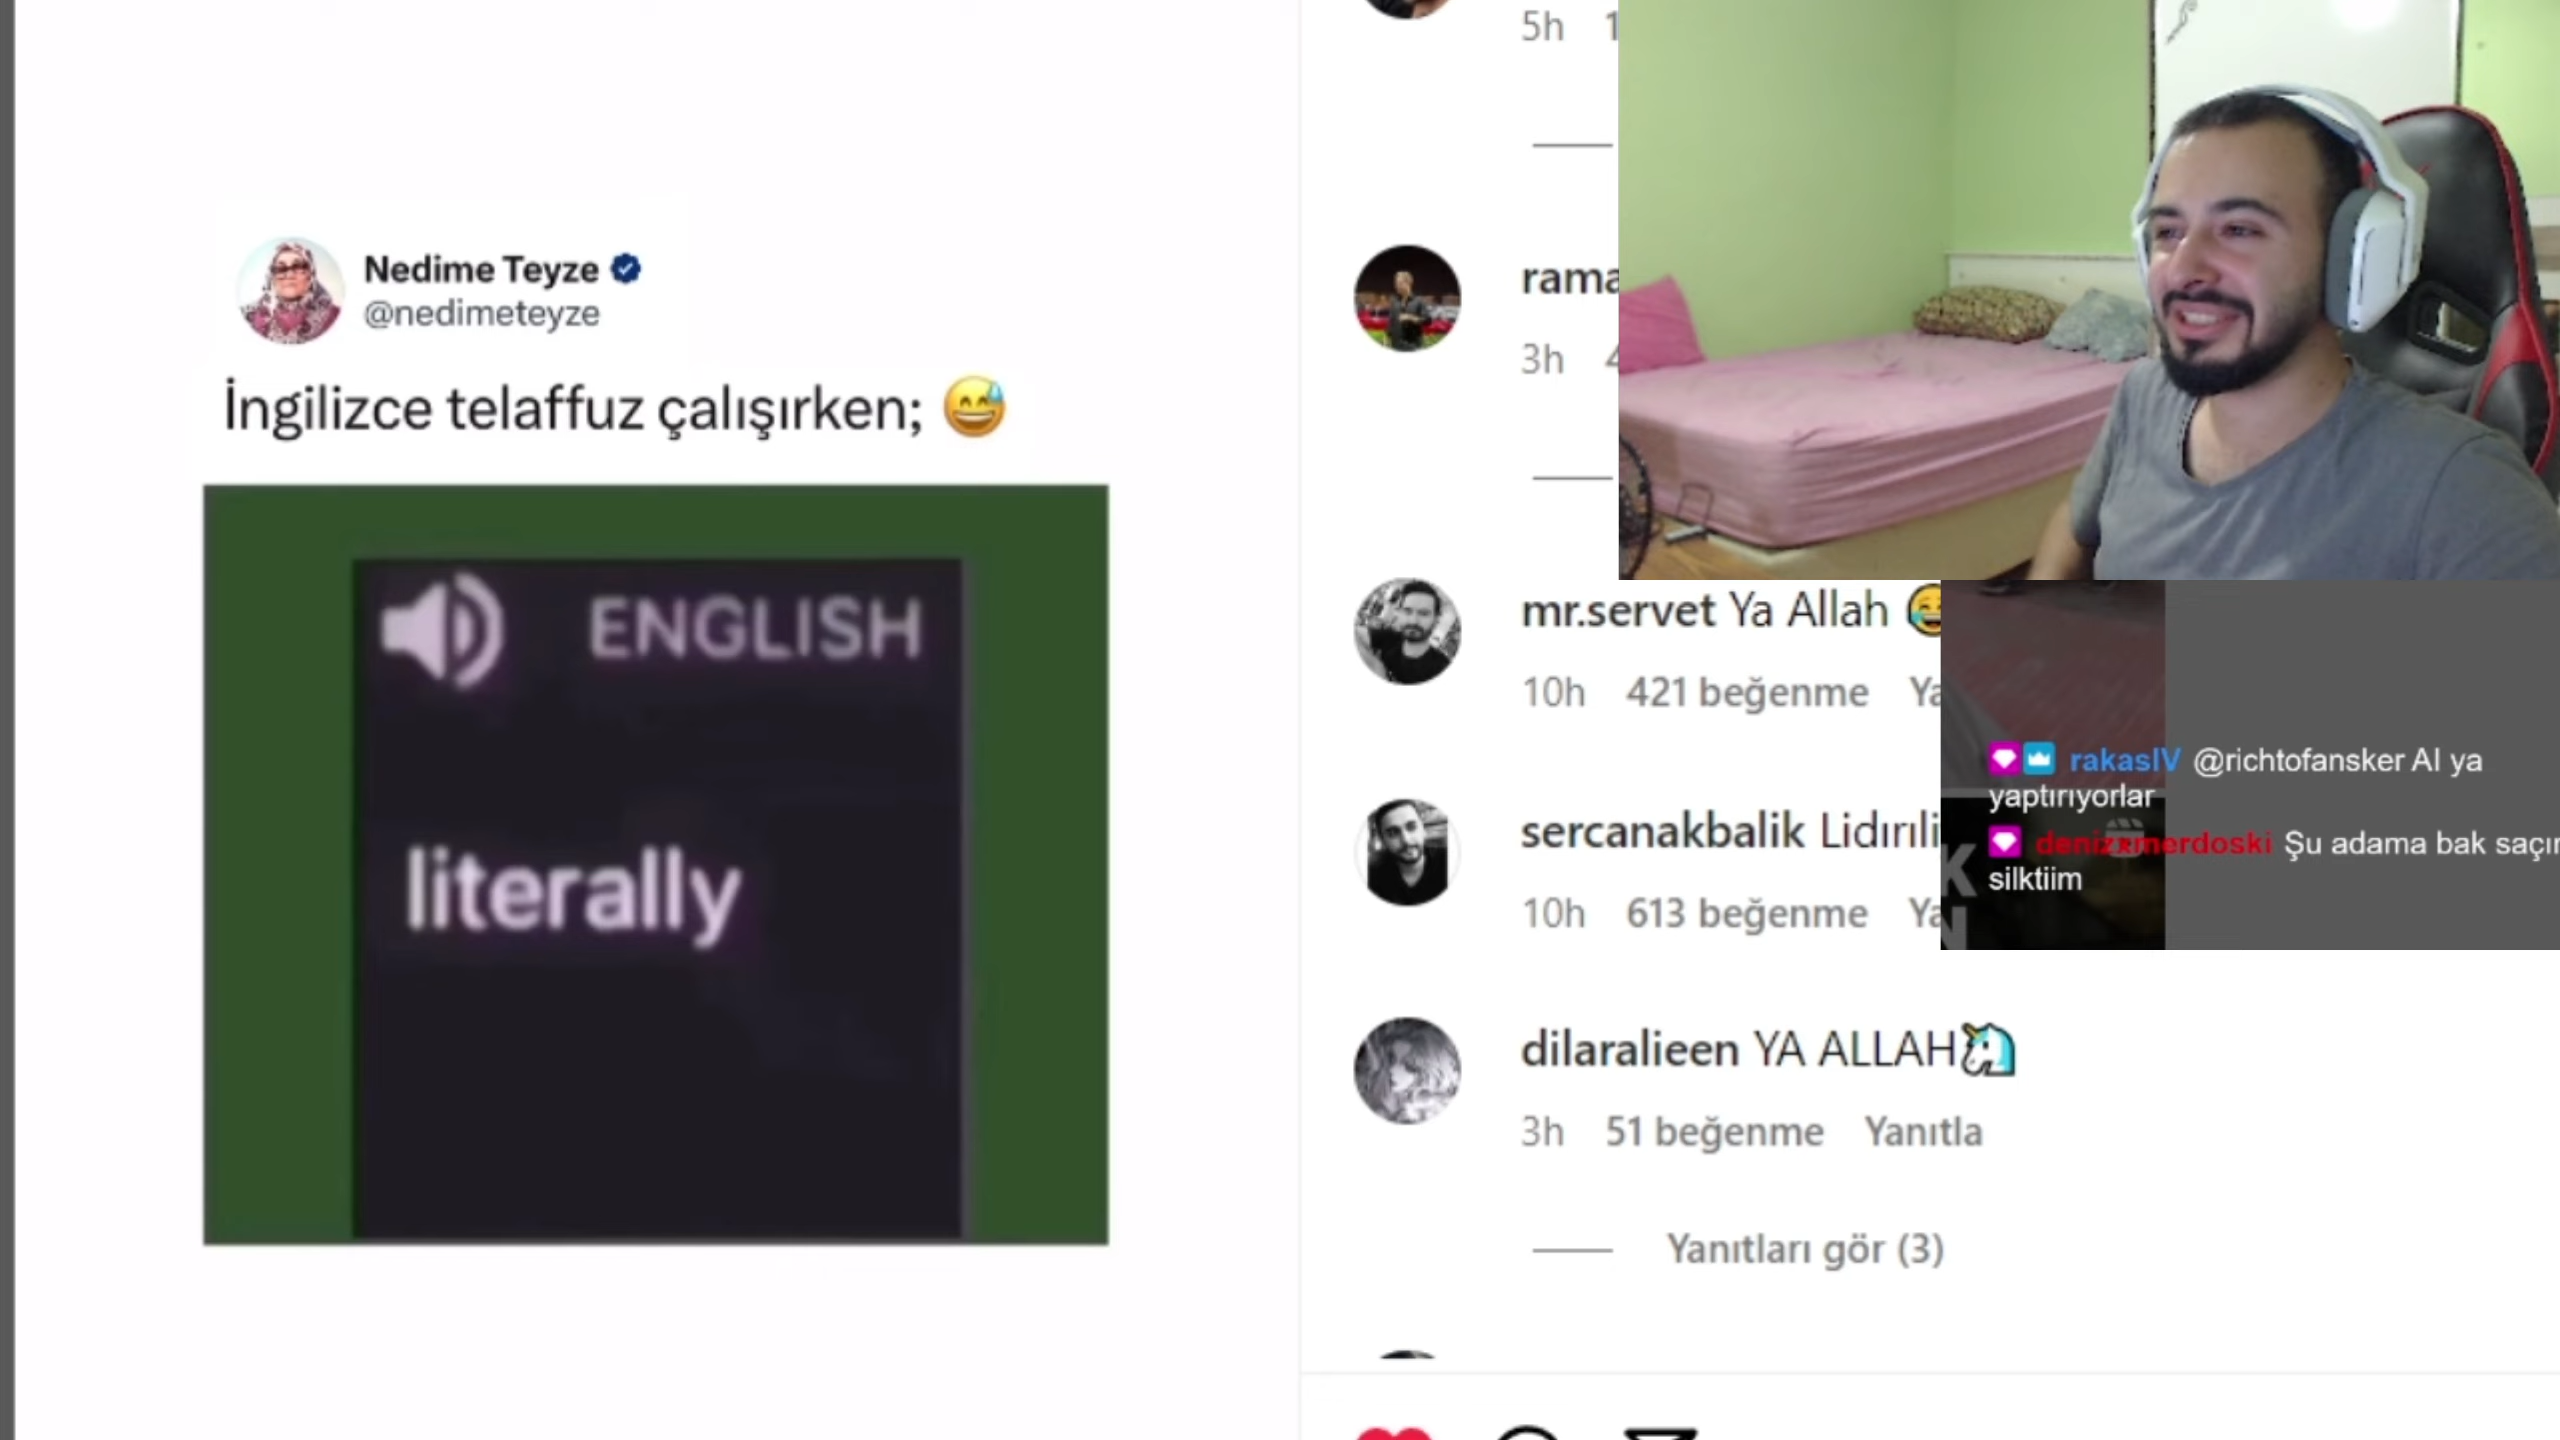 Nedime Teyze
@nedimeteyze
İngilizce telaffuz çalışırken; 😅
ENGLISH
literally
5h
3h
mr.servet Ya Allah 😂
10h 421 beğenme
sercanakbalik
10h 613 beğenme
dilaralieen YA ALLAH🦄
3h 51 beğenme Yanıtla
Yanıtları gör (3)
rakasIV @richtofansker AI ya
yaptırıyorlar
Şu adama bak
silktiim